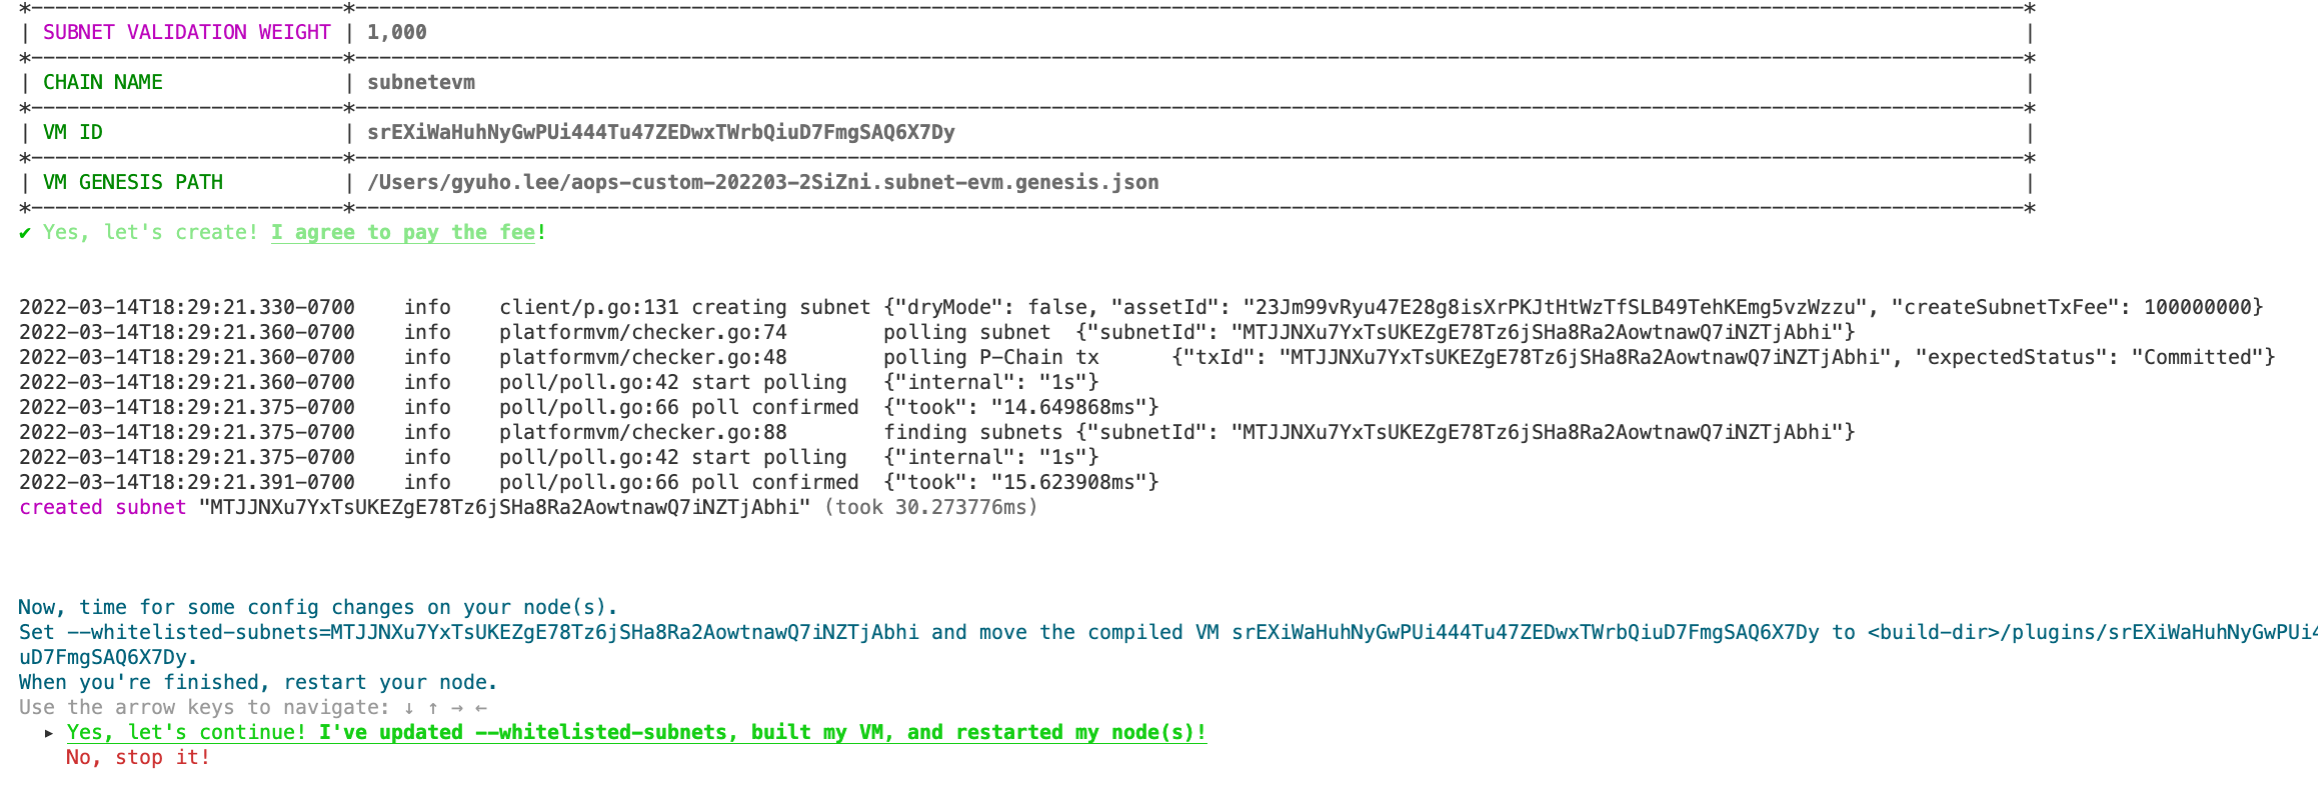 *--------------------------*--------------------------------------------------------------------------------------------------------------------------------------------*
| SUBNET VALIDATION WEIGHT | 1,000 |
*--------------------------*--------------------------------------------------------------------------------------------------------------------------------------------*
| CHAIN NAME | subnetevm |
*--------------------------*--------------------------------------------------------------------------------------------------------------------------------------------*
| VM ID | srEXiWaHuhNyGwPUi444Tu47ZEDwxTWrbQiuD7FmgSAQ6X7Dy |
*--------------------------*--------------------------------------------------------------------------------------------------------------------------------------------*
| VM GENESIS PATH | /Users/gyuho.lee/aops-custom-202203-2SiZni.subnet-evm.genesis.json |
*--------------------------*--------------------------------------------------------------------------------------------------------------------------------------------*
✔ Yes, let's create! I agree to pay the fee!
2022-03-14T18:29:21.330-0700 info client/p.go:131 creating subnet {"dryMode": false, "assetId": "23Jm99vRyu47E28g8isXrPKJtHtWzTfSLB49TehKEmg5vzWzzu", "createSubnetTxFee": 100000000}
2022-03-14T18:29:21.360-0700 info platformvm/checker.go:74 polling subnet {"subnetId": "MTJJNXu7YxTsUKEZgE78Tz6jSHa8Ra2AowtnawQ7iNZTjAbhi"}
2022-03-14T18:29:21.360-0700 info platformvm/checker.go:48 polling P-Chain tx {"txId": "MTJJNXu7YxTsUKEZgE78Tz6jSHa8Ra2AowtnawQ7iNZTjAbhi", "expectedStatus": "Committed"}
2022-03-14T18:29:21.360-0700 info poll/poll.go:42 start polling {"internal": "1s"}
2022-03-14T18:29:21.375-0700 info poll/poll.go:66 poll confirmed {"took": "14.649868ms"}
2022-03-14T18:29:21.375-0700 info platformvm/checker.go:88 finding subnets {"subnetId": "MTJJNXu7YxTsUKEZgE78Tz6jSHa8Ra2AowtnawQ7iNZTjAbhi"}
2022-03-14T18:29:21.375-0700 info poll/poll.go:42 start polling {"internal": "1s"}
2022-03-14T18:29:21.391-0700 info poll/poll.go:66 poll confirmed {"took": "15.623908ms"}
created subnet "MTJJNXu7YxTsUKEZgE78Tz6jSHa8Ra2AowtnawQ7iNZTjAbhi" (took 30.273776ms)
Now, time for some config changes on your node(s).
Set --whitelisted-subnets=MTJJNXu7YxTsUKEZgE78Tz6jSHa8Ra2AowtnawQ7iNZTjAbhi and move the compiled VM srEXiWaHuhNyGwPUi444Tu47ZEDwxTWrbQiuD7FmgSAQ6X7Dy to <build-dir>/plugins/srEXiWaHuhNyGwPUi4
uD7FmgSAQ6X7Dy.
When you're finished, restart your node.
Use the arrow keys to navigate: ↓ ↑ → ←
▸ Yes, let's continue! I've updated --whitelisted-subnets, built my VM, and restarted my node(s)!
No, stop it!